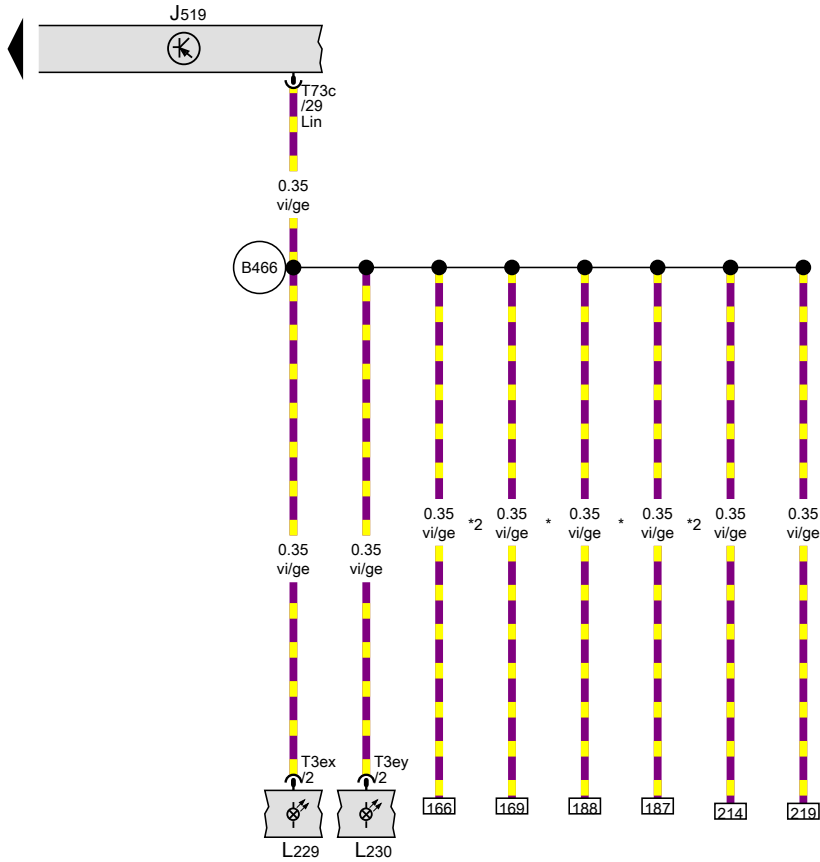 J519
T73c
/29
Lin
0.35
vi/ge
B466
0.35
vi/ge *2
0.35
vi/ge *
0.35
vi/ge *
0.35
vi/ge *2
0.35
vi/ge
0.35
vi/ge
0.35
vi/ge
0.35
vi/ge
T3ex
/2
T3ey
/2
166
169
188
187
214
219
L229
L230